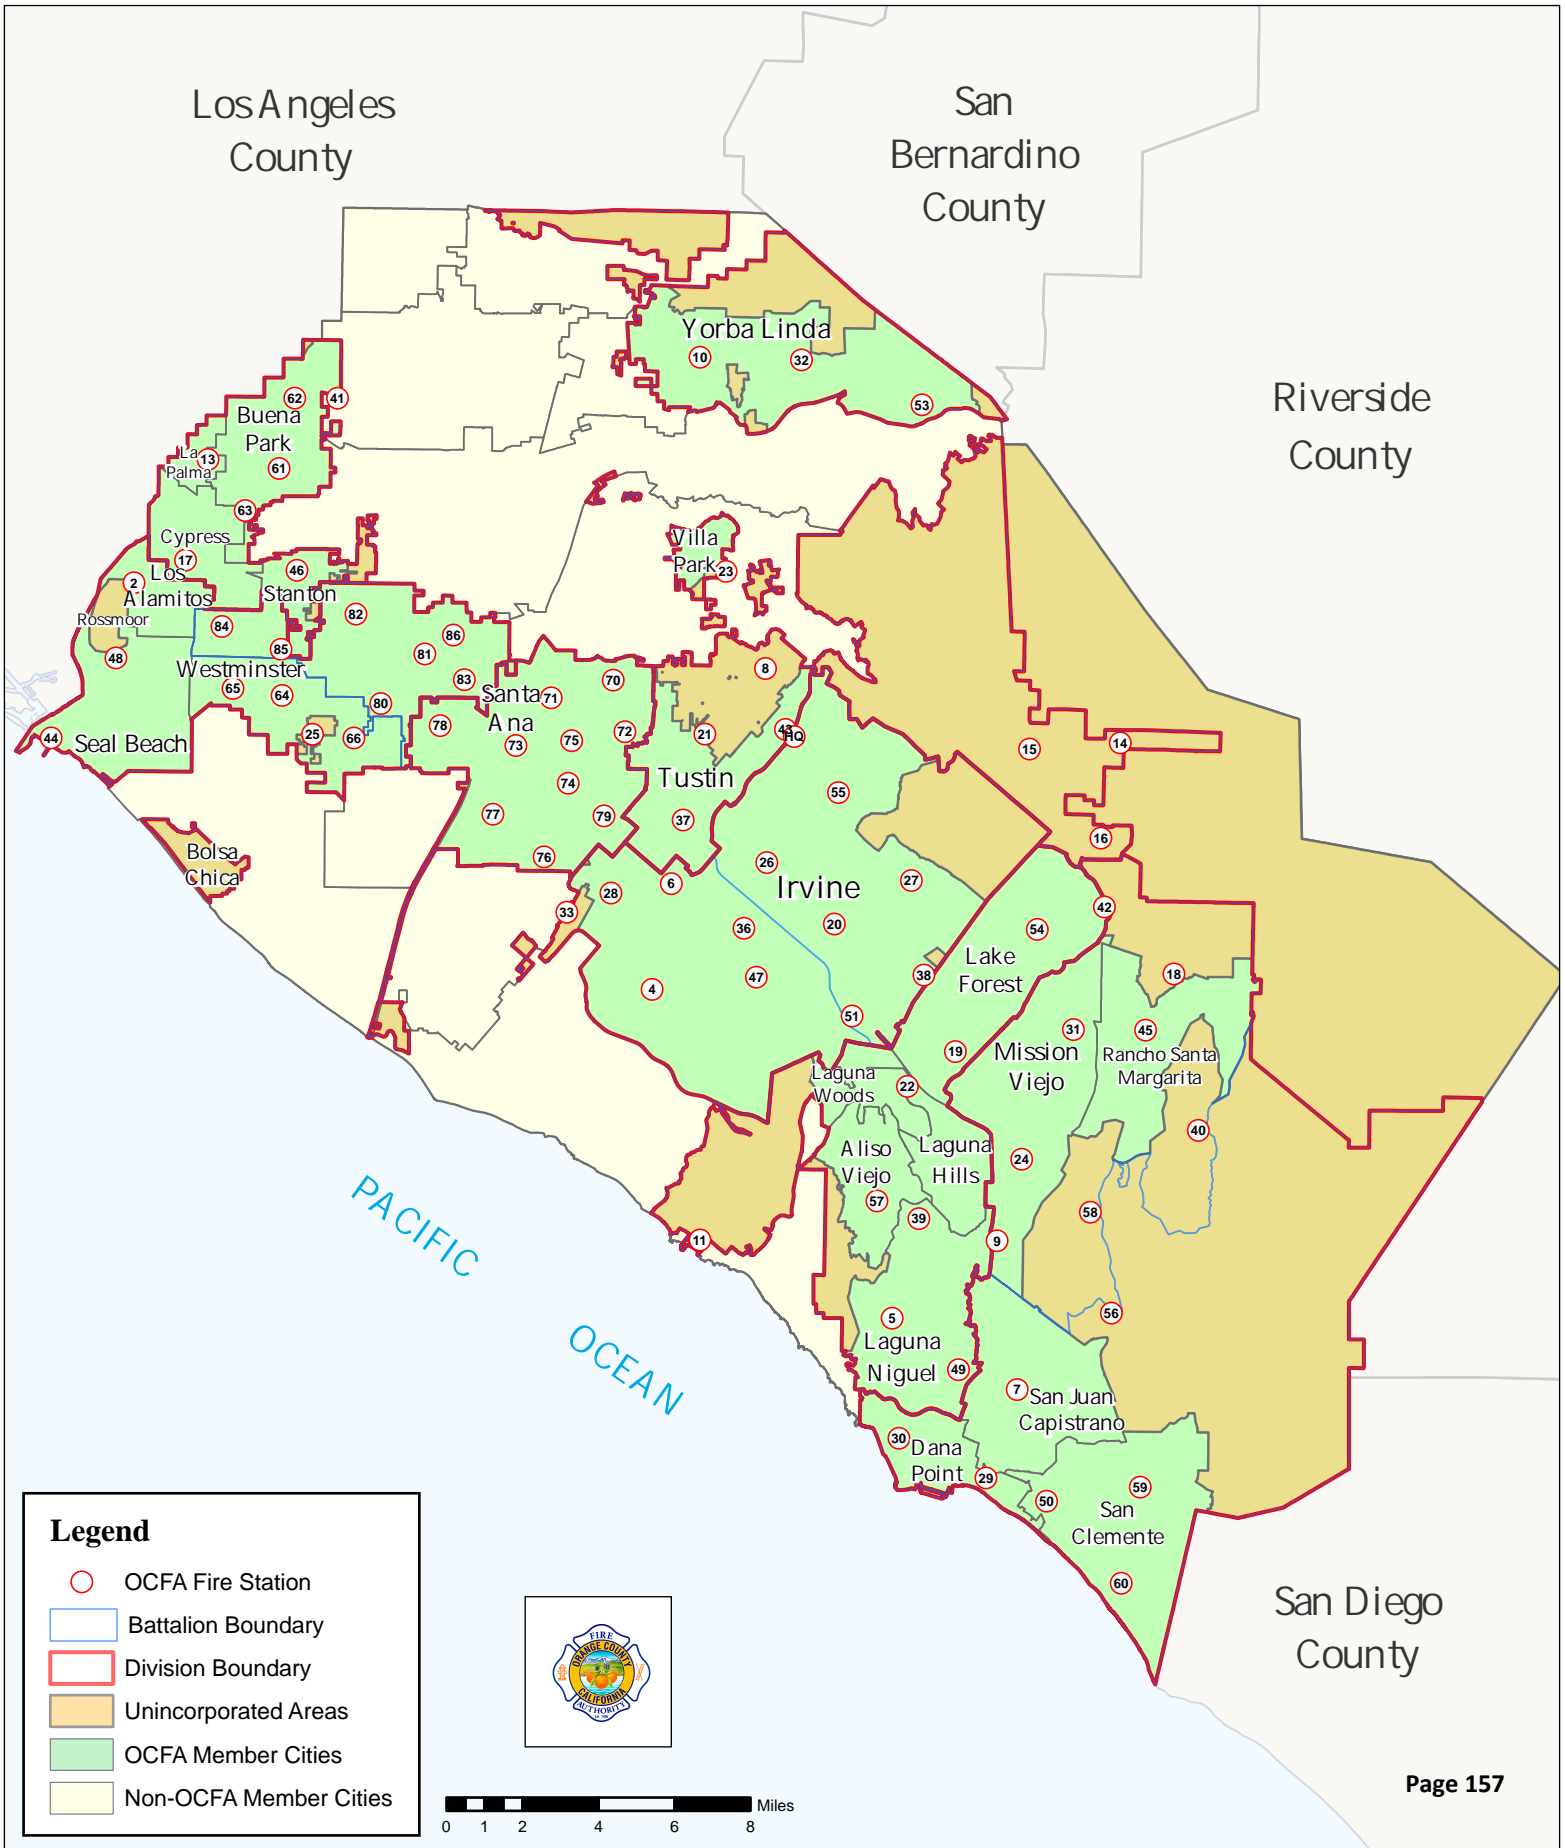 Los Angeles
County
San
Bernardino
County
Riverside
County
Yorba Linda
10
32
53
62
41
Buena
Park
La
Palma
13
61
63
Cypress
17
Villa
Park
23
46
Stanton
2
Los
Alamitos
Rossmoor
84
82
86
85
81
48
Westminster
65
64
83
80
Santa
Ana
71
70
8
78
73
75
72
21
43
HQ
25
66
44
Seal Beach
15
14
Tustin
74
55
77
79
37
16
Bolsa
Chica
76
26
6
Irvine
27
28
33
42
36
20
54
Lake
Forest
38
18
4
47
51
31
45
19
Mission
Viejo
Rancho Santa
Margarita
Laguna
Woods
22
40
Aliso
Viejo
Laguna
Hills
24
57
39
58
9
11
PACIFIC
OCEAN
56
5
Laguna
Niguel
49
7
San Juan
Capistrano
30
Dana
Point
29
50
59
San
Clemente
60
San Diego
County
Legend
OCFA Fire Station
Battalion Boundary
Division Boundary
Unincorporated Areas
OCFA Member Cities
Non-OCFA Member Cities
FIRE
ORANGE COUNTY
CALIFORNIA
AUTHORITY
0 1 2 4 6 8
Miles
Page 157